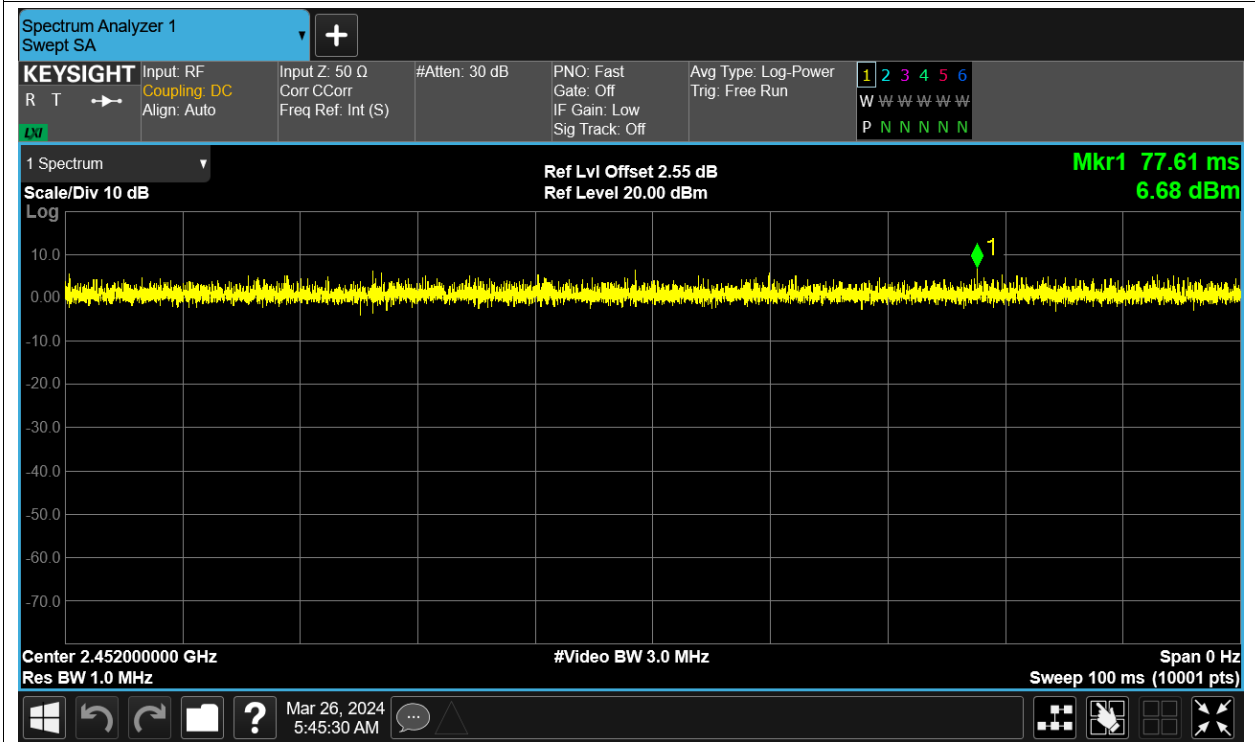 Spectrum Analyzer 1
Swept SA
KEYSIGHT Input: RF Input Z: 50 Ω #Atten: 30 dB PNO: Fast Avg Type: Log-Power 1 2 3 4 5 6
R T Coupling: DC Corr CCorr Gate: Off Trig: Free Run W W W W W W
Align: Auto Freq Ref: Int (S) IF Gain: Low
LXI Sig Track: Off P N N N N N
1 Spectrum Ref Lvl Offset 2.55 dB Mkr1 77.61 ms
Scale/Div 10 dB Ref Level 20.00 dBm 6.68 dBm
Log
1
10.0
0.00
-10.0
-20.0
-30.0
-40.0
-50.0
-60.0
-70.0
Center 2.452000000 GHz #Video BW 3.0 MHz Span 0 Hz
Res BW 1.0 MHz Sweep 100 ms (10001 pts)
? Mar 26, 2024
5:45:30 AM